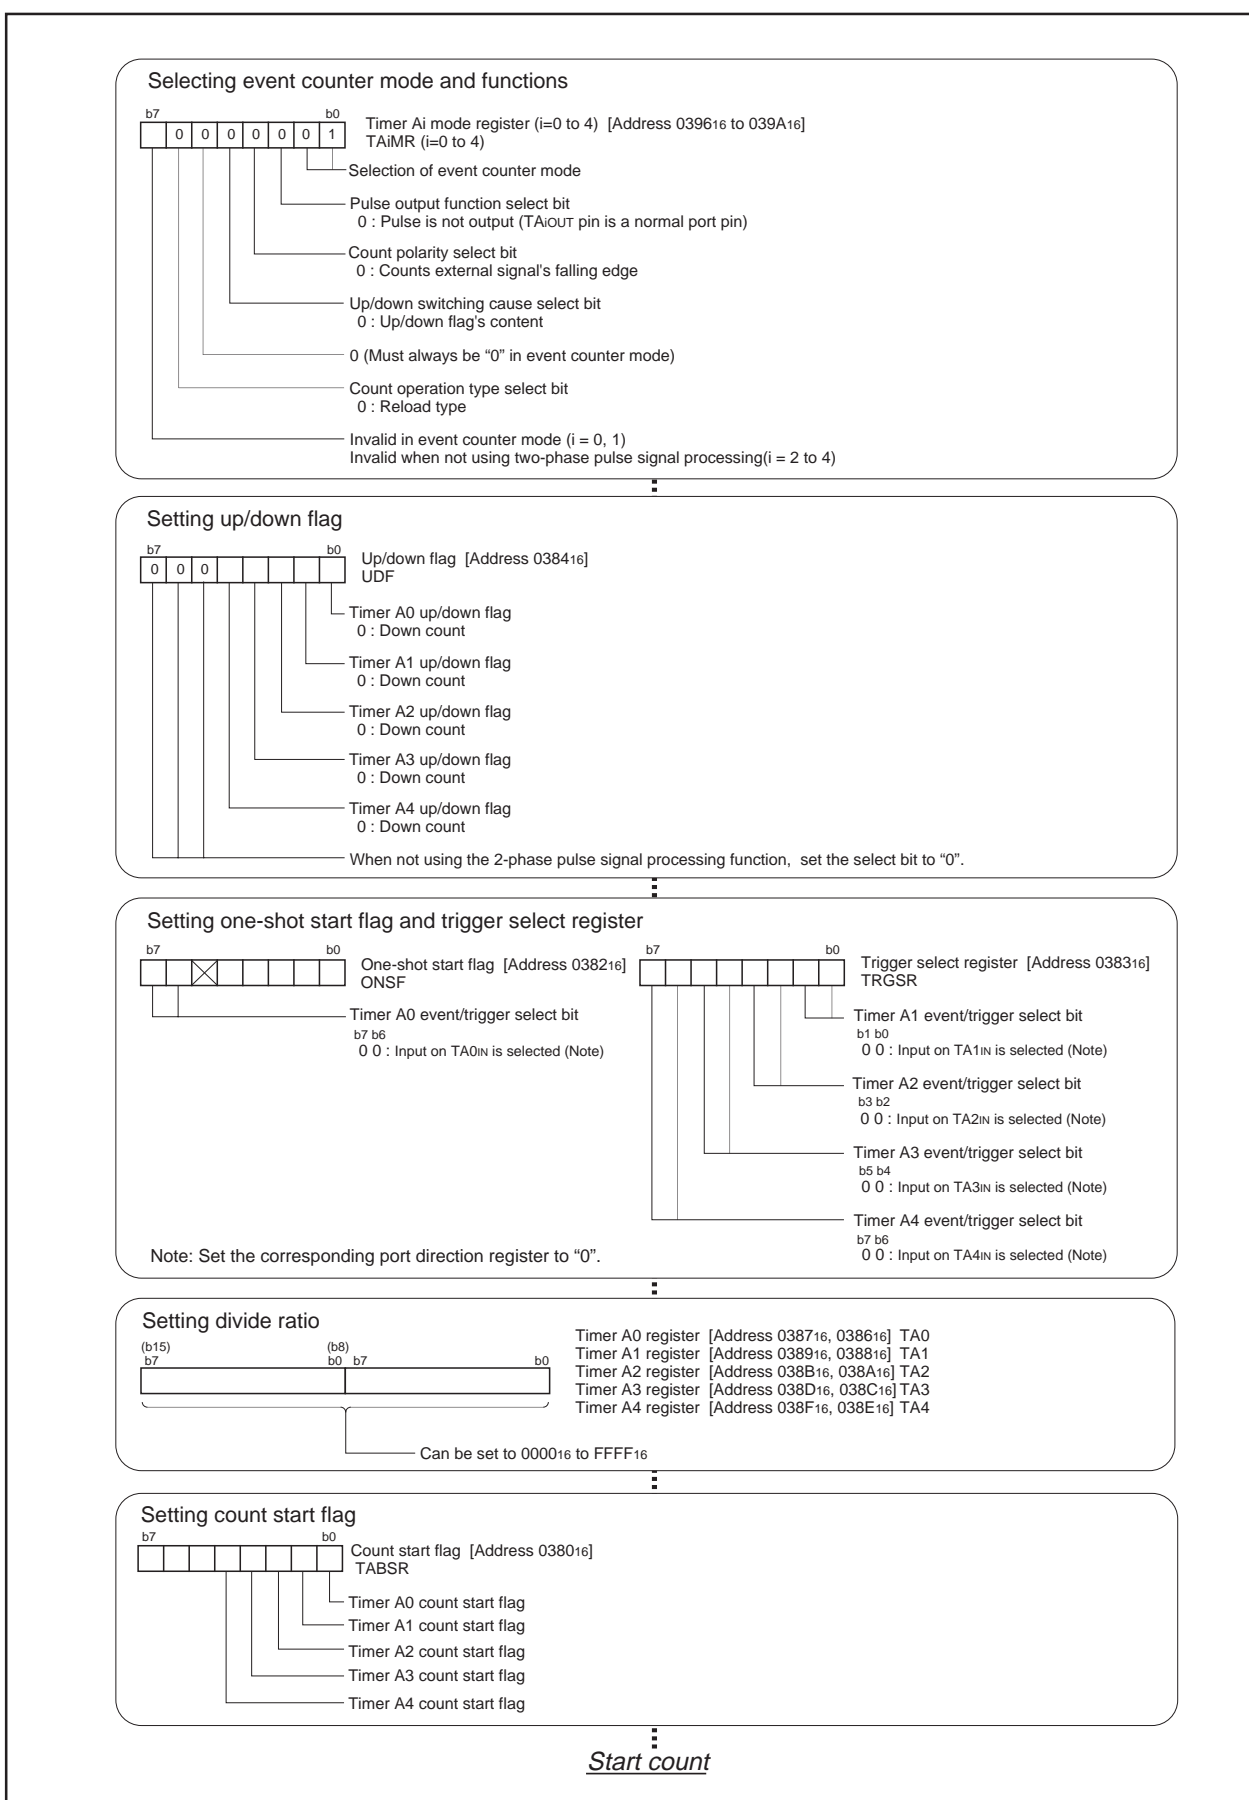 Selecting event counter mode and functions
b7 b0
0 0 0 0 0 0 1
Timer Ai mode register (i=0 to 4) [Address 039616 to 039A16]
TAiMR (i=0 to 4)
Selection of event counter mode
Pulse output function select bit
0 : Pulse is not output (TAiOUT pin is a normal port pin)
Count polarity select bit
0 : Counts external signal's falling edge
Up/down switching cause select bit
0 : Up/down flag's content
0 (Must always be “0” in event counter mode)
Count operation type select bit
0 : Reload type
Invalid in event counter mode (i = 0, 1)
Invalid when not using two-phase pulse signal processing(i = 2 to 4)
Setting up/down flag
b7 b0
0 0 0
Up/down flag [Address 038416]
UDF
Timer A0 up/down flag
0 : Down count
Timer A1 up/down flag
0 : Down count
Timer A2 up/down flag
0 : Down count
Timer A3 up/down flag
0 : Down count
Timer A4 up/down flag
0 : Down count
When not using the 2-phase pulse signal processing function, set the select bit to “0”.
Setting one-shot start flag and trigger select register
b7 b0
One-shot start flag [Address 038216]
ONSF
Timer A0 event/trigger select bit
b7 b6
0 0 : Input on TA0IN is selected (Note)
b7 b0
Trigger select register [Address 038316]
TRGSR
Timer A1 event/trigger select bit
b1 b0
0 0 : Input on TA1IN is selected (Note)
Timer A2 event/trigger select bit
b3 b2
0 0 : Input on TA2IN is selected (Note)
Timer A3 event/trigger select bit
b5 b4
0 0 : Input on TA3IN is selected (Note)
Timer A4 event/trigger select bit
b7 b6
0 0 : Input on TA4IN is selected (Note)
Note: Set the corresponding port direction register to “0”.
Setting divide ratio
(b15) (b8)
b7 b0 b7 b0
Timer A0 register [Address 038716, 038616] TA0
Timer A1 register [Address 038916, 038816] TA1
Timer A2 register [Address 038B16, 038A16] TA2
Timer A3 register [Address 038D16, 038C16] TA3
Timer A4 register [Address 038F16, 038E16] TA4
Can be set to 000016 to FFFF16
Setting count start flag
b7 b0
Count start flag [Address 038016]
TABSR
Timer A0 count start flag
Timer A1 count start flag
Timer A2 count start flag
Timer A3 count start flag
Timer A4 count start flag
Start count